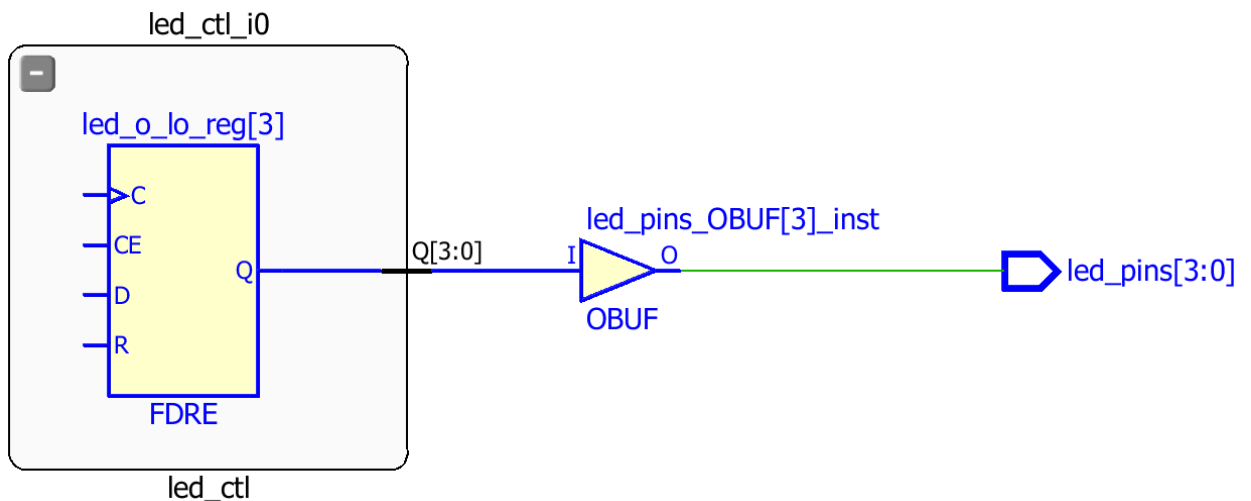 led_ctl_i0
-
led_o_lo_reg[3]
C
CE
D
R
Q
FDRE
led_ctl
Q[3:0]
led_pins_OBUF[3]_inst
I
O
OBUF
led_pins[3:0]